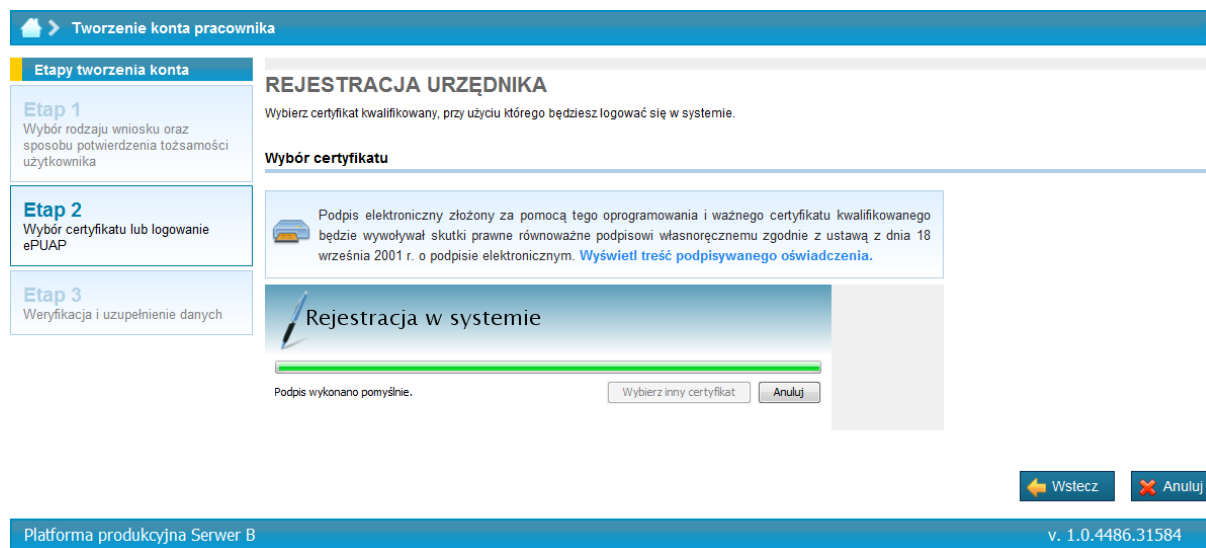 Tworzenie konta pracownika
Etapy tworzenia konta
Etap 1
Wybór rodzaju wniosku oraz
sposobu potwierdzenia tożsamości
użytkownika
Etap 2
Wybór certyfikatu lub logowanie
ePUAP
Etap 3
Weryfikacja i uzupełnienie danych
REJESTRACJA URZĘDNIKA
Wybierz certyfikat kwalifikowany, przy użyciu którego będziesz logować się w systemie.
Wybór certyfikatu
Podpis elektroniczny złożony za pomocą tego oprogramowania i ważnego certyfikatu kwalifikowanego
będzie wywoływał skutki prawne równoważne podpisowi własnoręcznemu zgodnie z ustawą z dnia 18
września 2001 r. o podpisie elektronicznym. Wyświetl treść podpisywanego oświadczenia.
Rejestracja w systemie
Podpis wykonano pomyślnie.
Wybierz inny certyfikat
Anuluj
Wstecz
Anuluj
Platforma produkcyjna Serwer B
v. 1.0.4486.31584